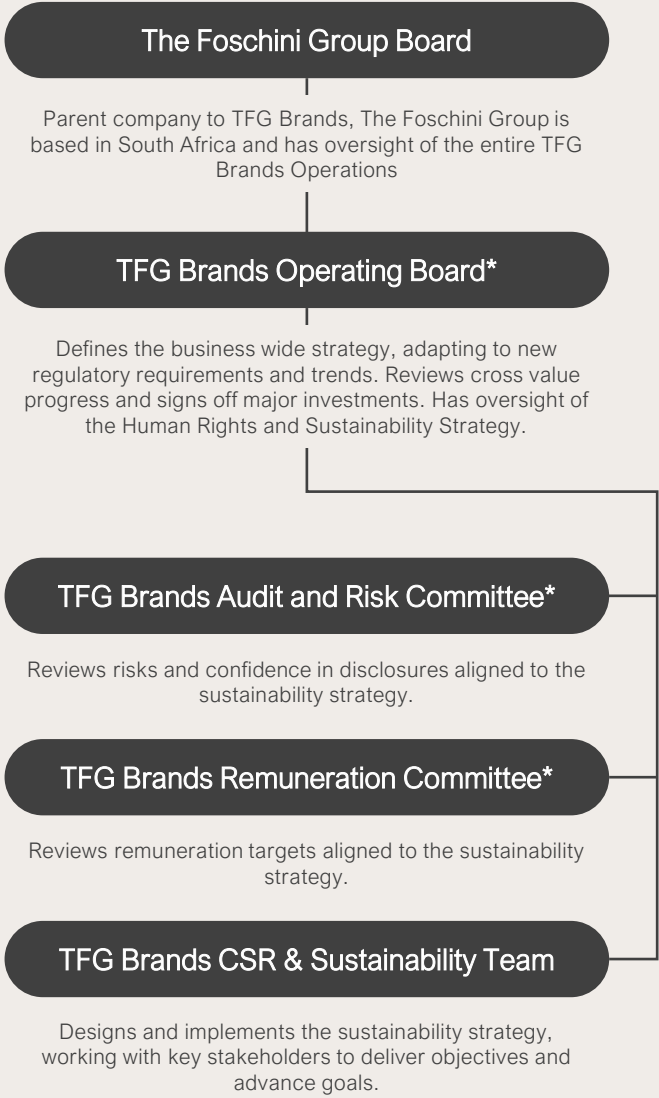 The Foschini Group Board
Parent company to TFG Brands, The Foschini Group is
based in South Africa and has oversight of the entire TFG
Brands Operations
TFG Brands Operating Board*
Defines the business wide strategy, adapting to new
regulatory requirements and trends. Reviews cross value
progress and signs off major investments. Has oversight of
the Human Rights and Sustainability Strategy.
TFG Brands Audit and Risk Committee*
Reviews risks and confidence in disclosures aligned to the
sustainability strategy.
TFG Brands Remuneration Committee*
Reviews remuneration targets aligned to the sustainability
strategy.
TFG Brands CSR & Sustainability Team
Designs and implements the sustainability strategy,
working with key stakeholders to deliver objectives and
advance goals.